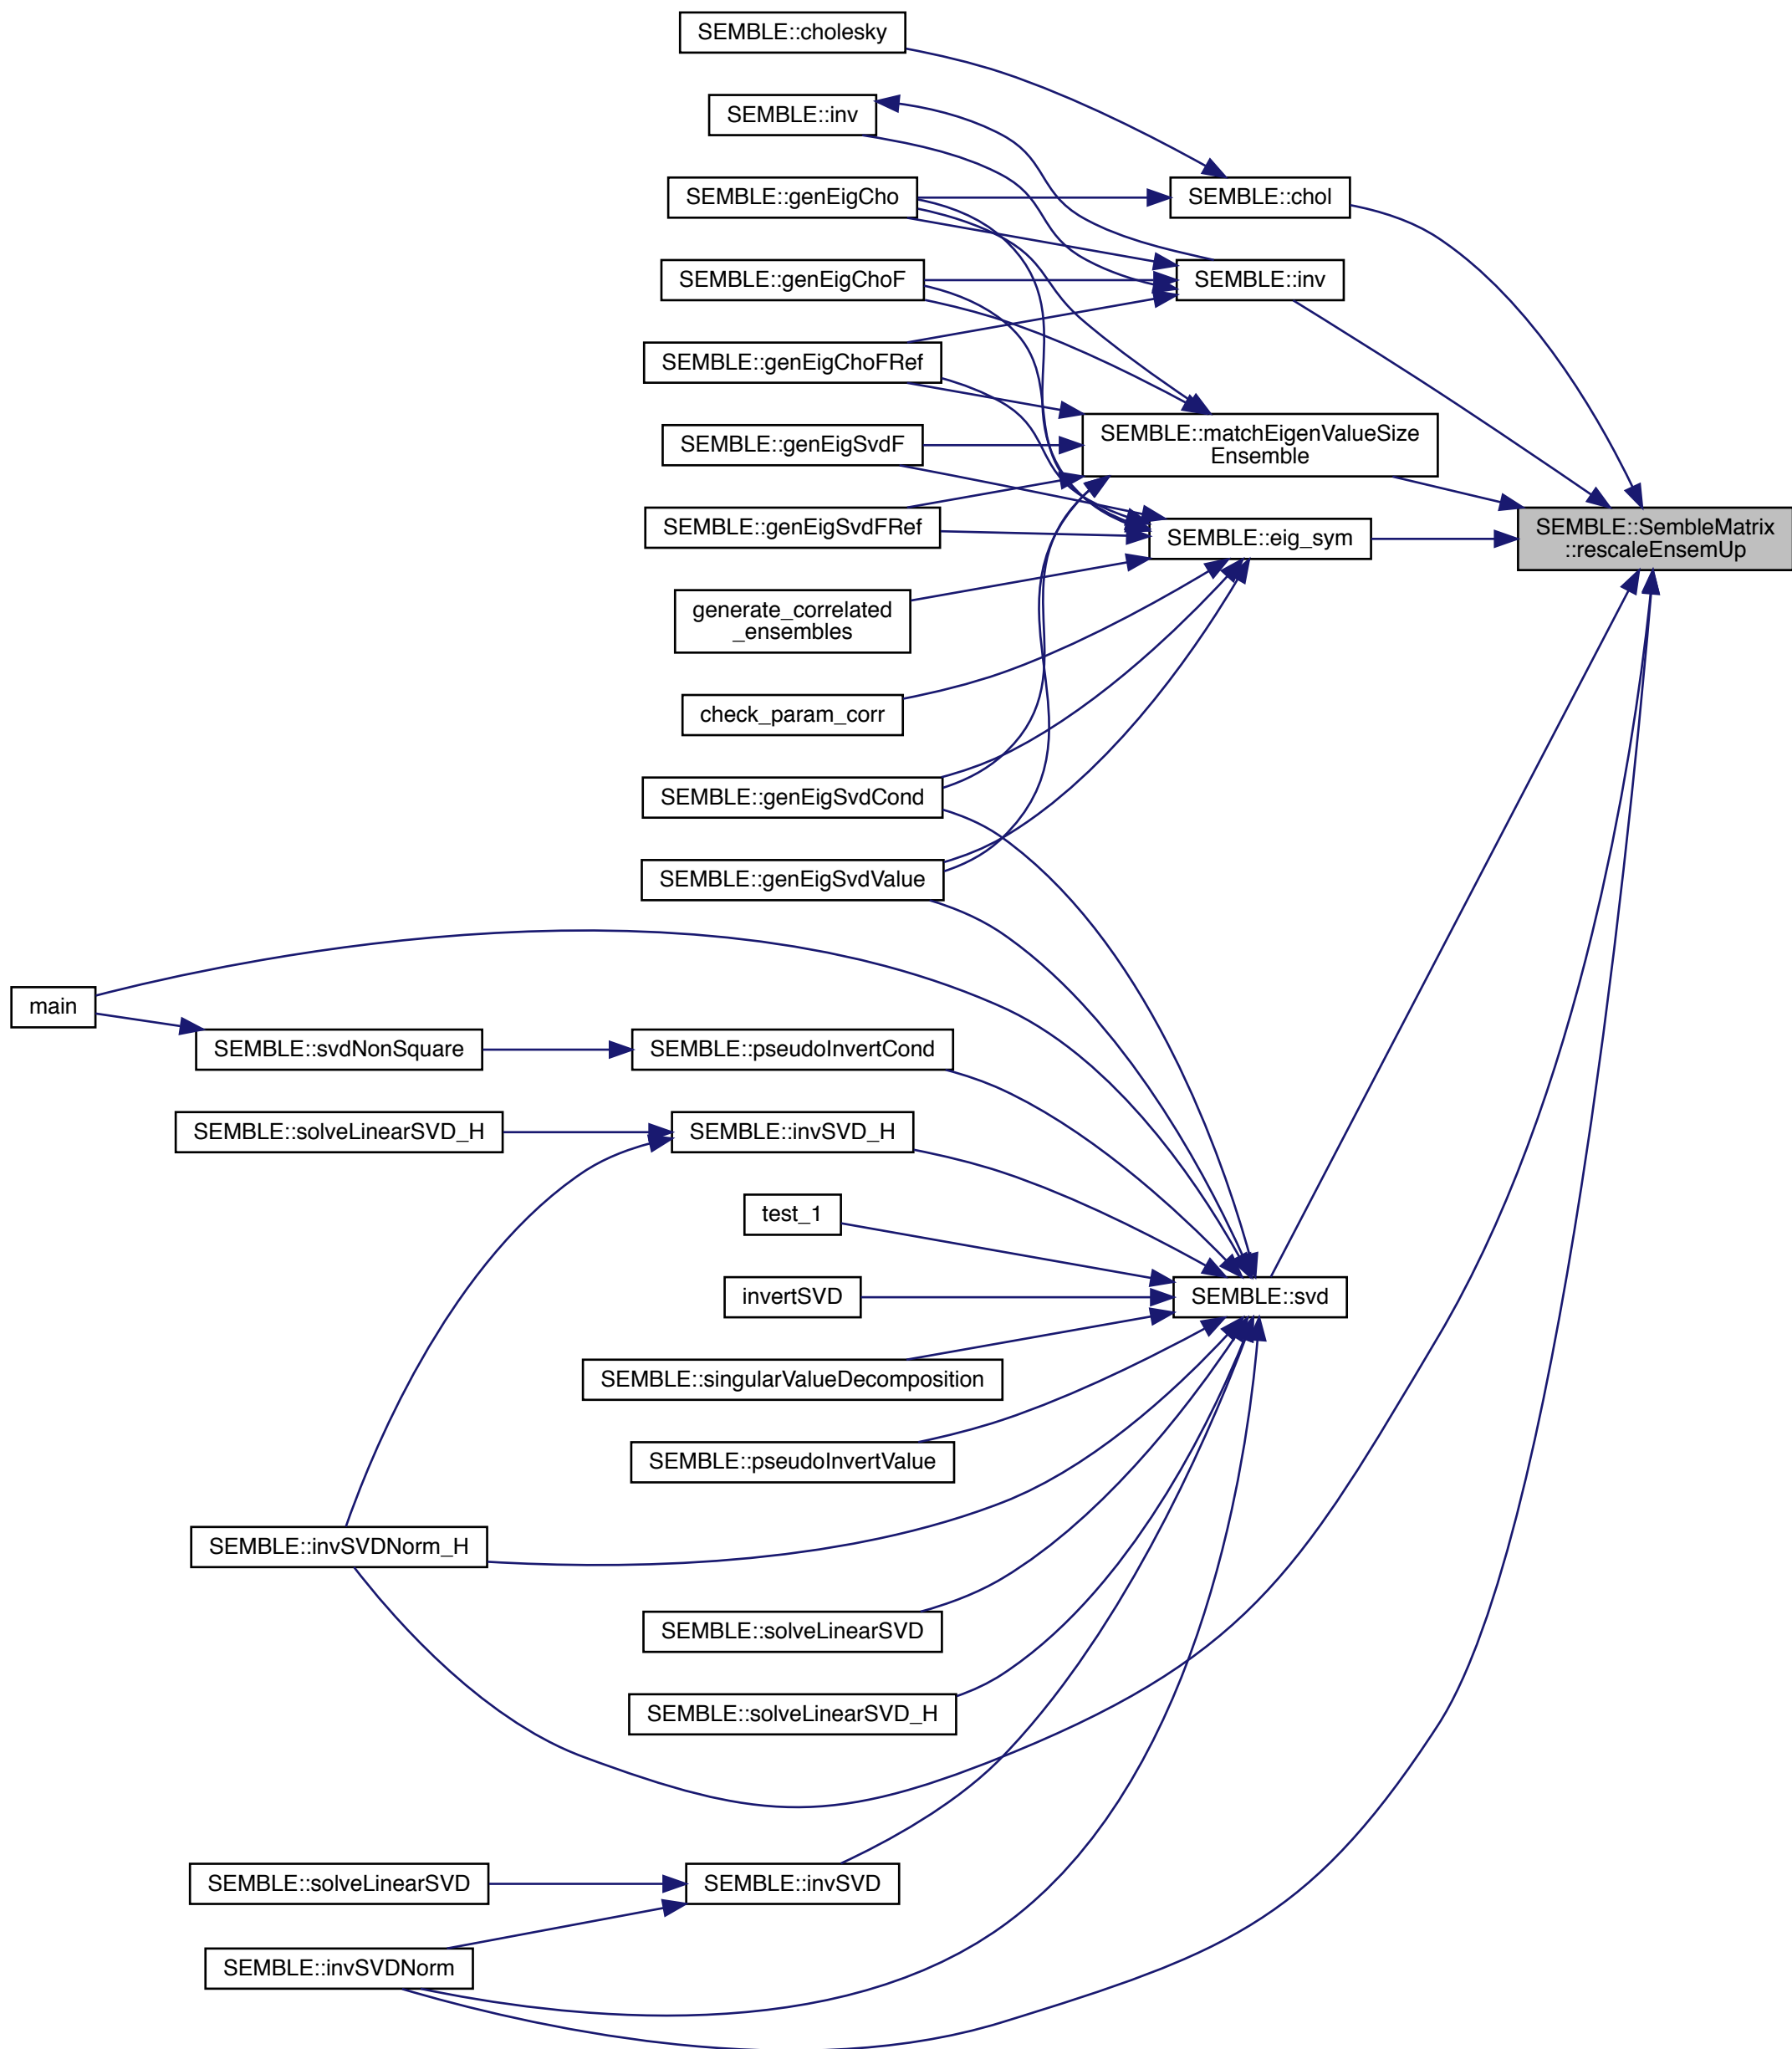 SEMBLE::cholesky
SEMBLE::inv
SEMBLE::genEigCho
SEMBLE::chol
SEMBLE::genEigChoF
SEMBLE::inv
SEMBLE::genEigChoFRef
SEMBLE::genEigSvdF
SEMBLE::matchEigenValueSize
Ensemble
SEMBLE::genEigSvdFRef
SEMBLE::eig_sym
SEMBLE::SembleMatrix
::rescaleEnsemUp
generate_correlated
_ensembles
check_param_corr
SEMBLE::genEigSvdCond
SEMBLE::genEigSvdValue
main
SEMBLE::svdNonSquare
SEMBLE::pseudoInvertCond
SEMBLE::solveLinearSVD_H
SEMBLE::invSVD_H
test_1
invertSVD
SEMBLE::svd
SEMBLE::singularValueDecomposition
SEMBLE::pseudoInvertValue
SEMBLE::invSVDNorm_H
SEMBLE::solveLinearSVD
SEMBLE::solveLinearSVD_H
SEMBLE::solveLinearSVD
SEMBLE::invSVD
SEMBLE::invSVDNorm